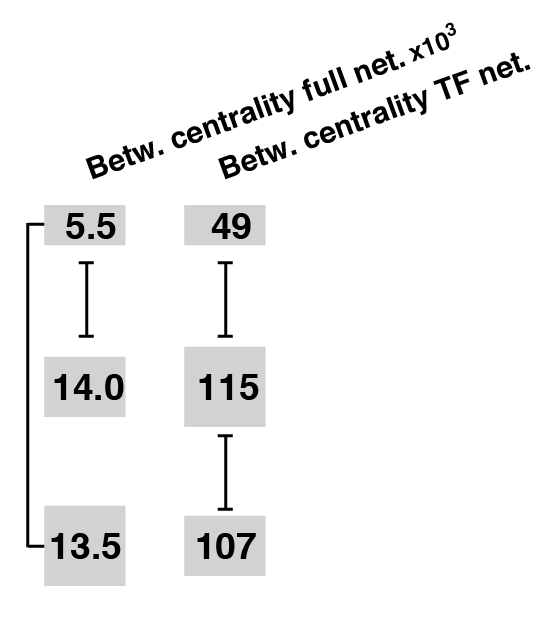 Betw. centrality full net. x10³
Betw. centrality TF net.
5.5 49
14.0 115
13.5 107